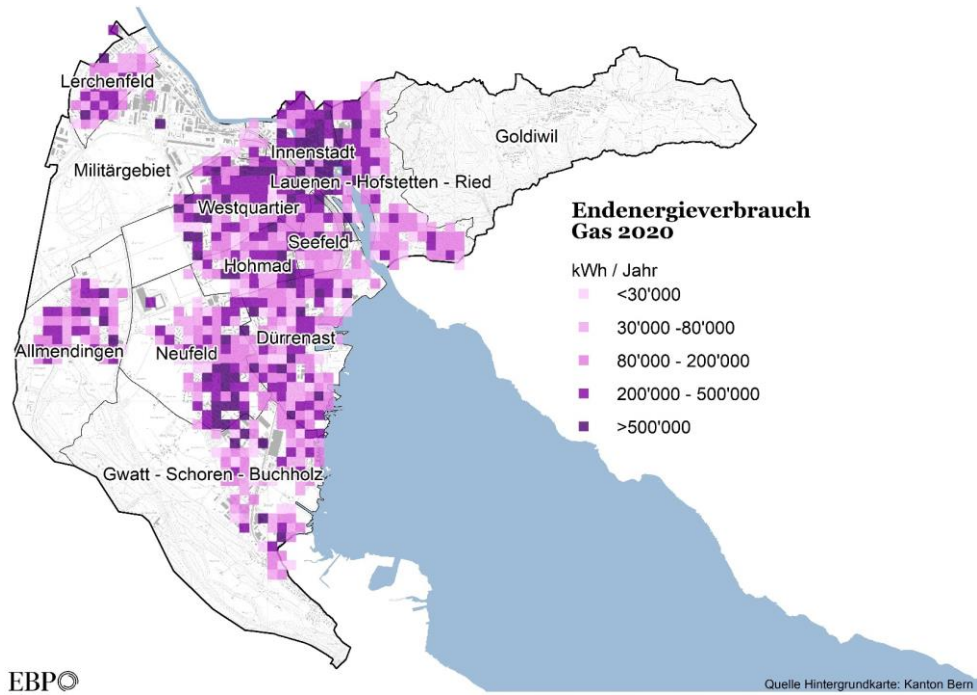 Lerchenfeld
Goldiwil
Innenstadt
Militärgebiet
Lauenen - Hofstetten - Ried
Westquartier
Seefeld
Hohmad
Dürrenast
Allmendingen
Neufeld
Gwatt - Schoren - Buchholz
Endenergieverbrauch
Gas 2020
kWh / Jahr
<30'000
30'000 -80'000
80'000 - 200'000
200'000 - 500'000
>500'000
EBP
Quelle Hintergrundkarte: Kanton Bern